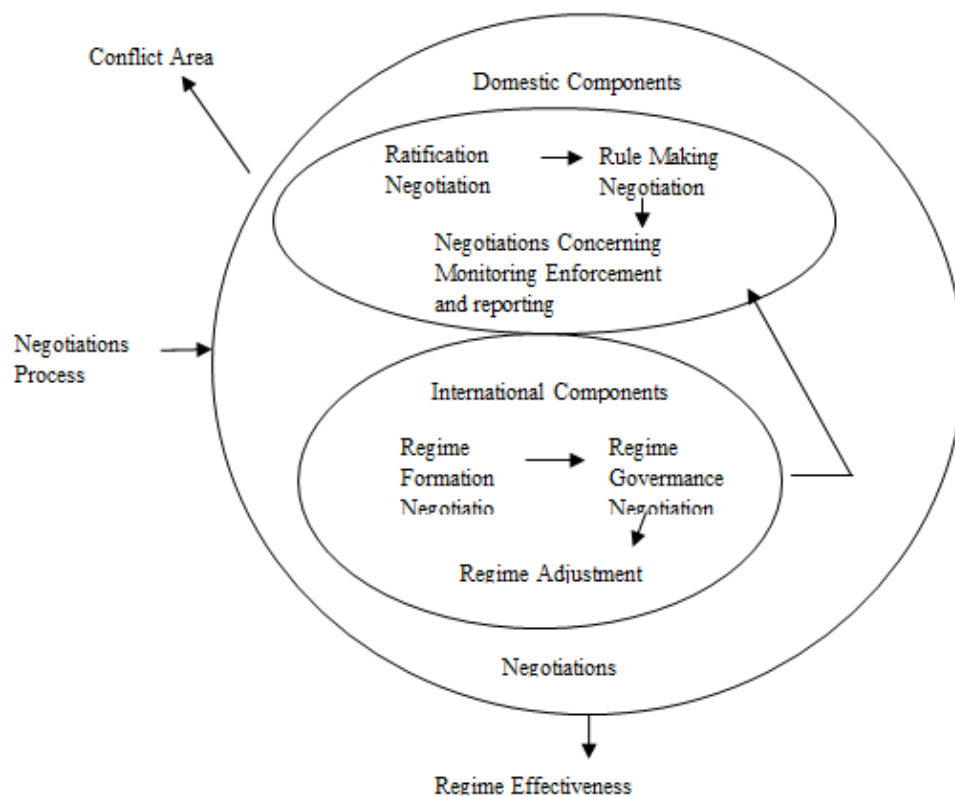 Conflict Area
Domestic Components
Ratification
Negotiation
Rule Making
Negotiation
Negotiations Concerning
Monitoring Enforcement
and reporting
Negotiations
Process
International Components
Regime
Formation
Negotiatio
Regime
Governance
Negotiation
Regime Adjustment
Negotiations
Regime Effectiveness